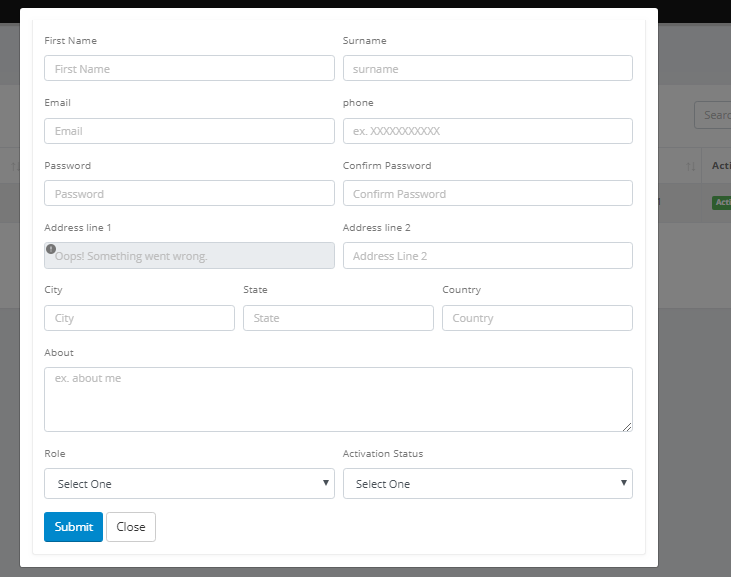 First Name
Surname
First Name
surname
Email
phone
Email
ex. XXXXXXXXXXX
Password
Confirm Password
Password
Confirm Password
Address line 1
Address line 2
Oops! Something went wrong.
Address Line 2
City
State
Country
City
State
Country
About
ex. about me
Role
Activation Status
Select One
Select One
Submit
Close
Searc
Acti
Acti